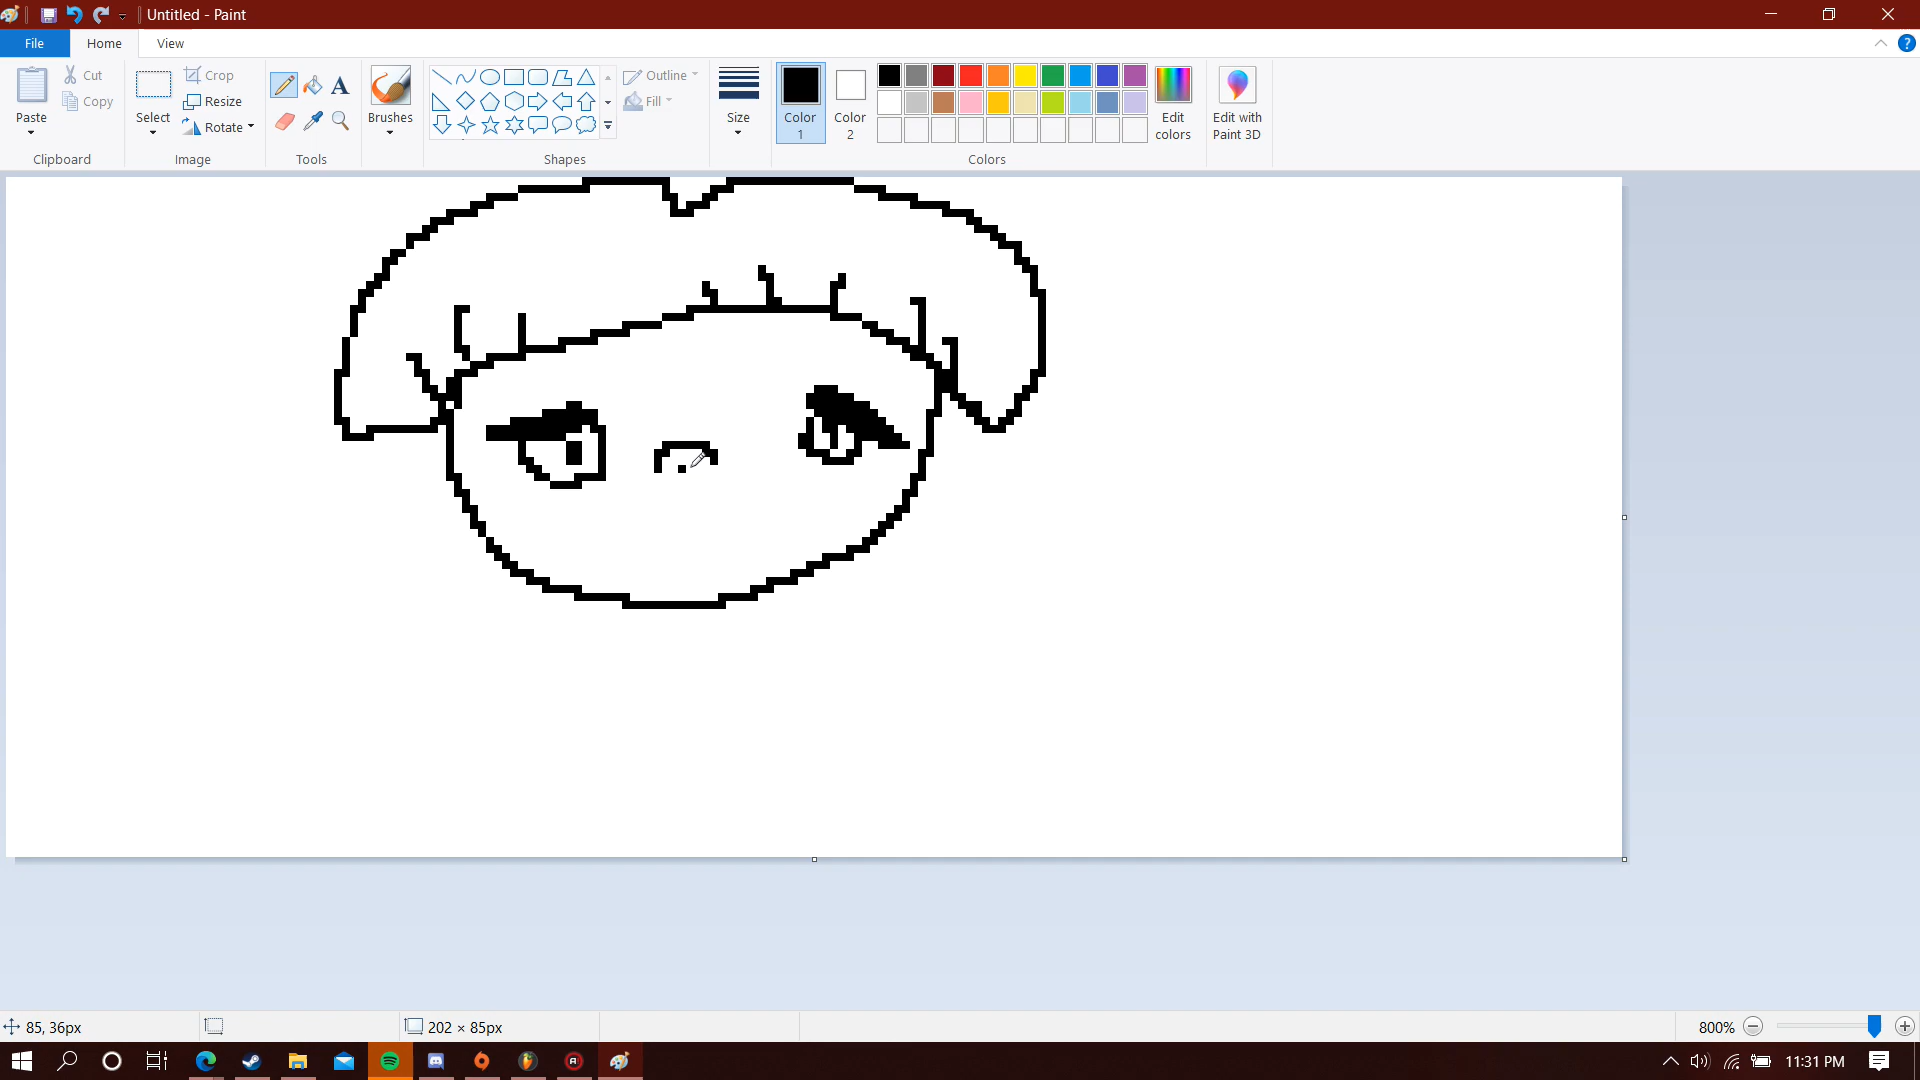 Untitled - Paint
File Home View
Paste
Cut
Copy
Clipboard
Select
Crop
Resize
Rotate
Image
A
Tools
Brushes
Outline
Fill
Shapes
Size
Color
1
Color
2
Colors
Edit
colors
Edit with
Paint 3D
85, 36px
202 × 85px
800%
11:31 PM